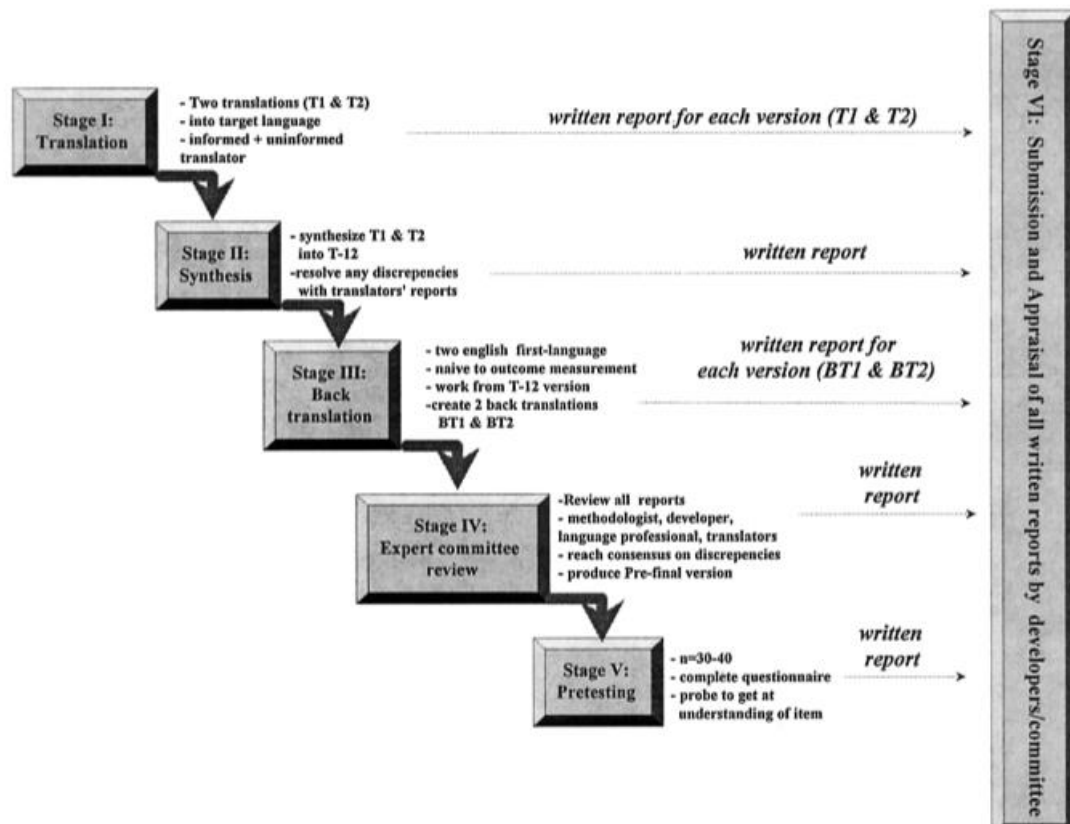 Stage I:
Translation
- Two translations (T1 & T2)
- into target language
- informed + uninformed
translator
written report for each version (T1 & T2)
Stage II:
Synthesis
- synthesize T1 & T2
into T-12
-resolve any discrepencies
with translators' reports
written report
Stage III:
Back
translation
- two english first-language
- naive to outcome measurement
- work from T-12 version
-create 2 back translations
BT1 & BT2
written report for
each version (BT1 & BT2)
Stage IV:
Expert committee
review
-Review all reports
- methodologist, developer,
language professional, translators
- reach consensus on discrepencies
- produce Pre-final version
written
report
Stage V:
Pretesting
- n=30-40
- complete questionnaire
- probe to get at
understanding of item
written
report
Stage VI: Submission and Appraisal of all written reports by developers/committee